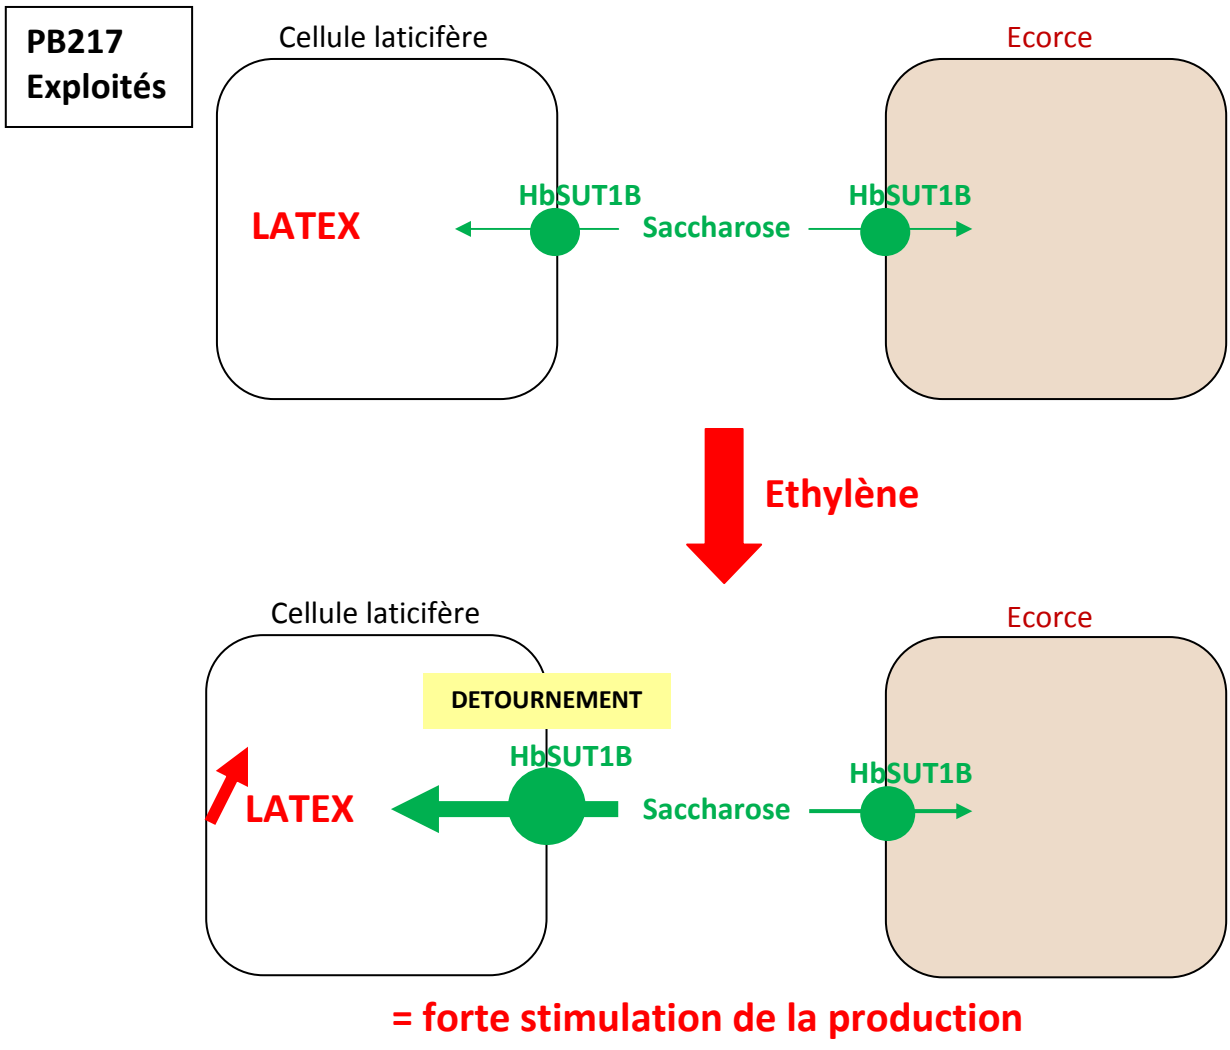 PB217
Exploités
Cellule laticifère
Ecorce
HbSUT1B
HbSUT1B
LATEX
Saccharose
Ethylène
Cellule laticifère
Ecorce
DETOURNEMENT
HbSUT1B
HbSUT1B
LATEX
Saccharose
= forte stimulation de la production